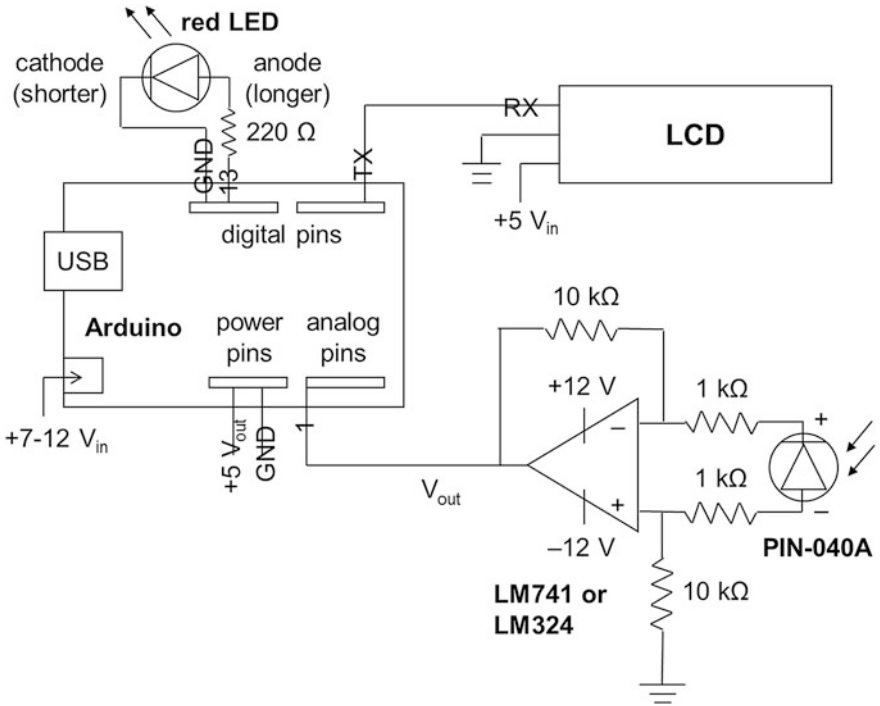 red LED
cathode
(shorter)
anode
(longer)
220 Ω
GND
13
TX
RX
LCD
+5 Vin
digital pins
USB
Arduino
power
pins
analog
pins
+7-12 Vin
+5 Vout
GND
1
Vout
10 kΩ
+12 V
−
+
–12 V
1 kΩ
1 kΩ
+
−
PIN-040A
LM741 or
LM324
10 kΩ